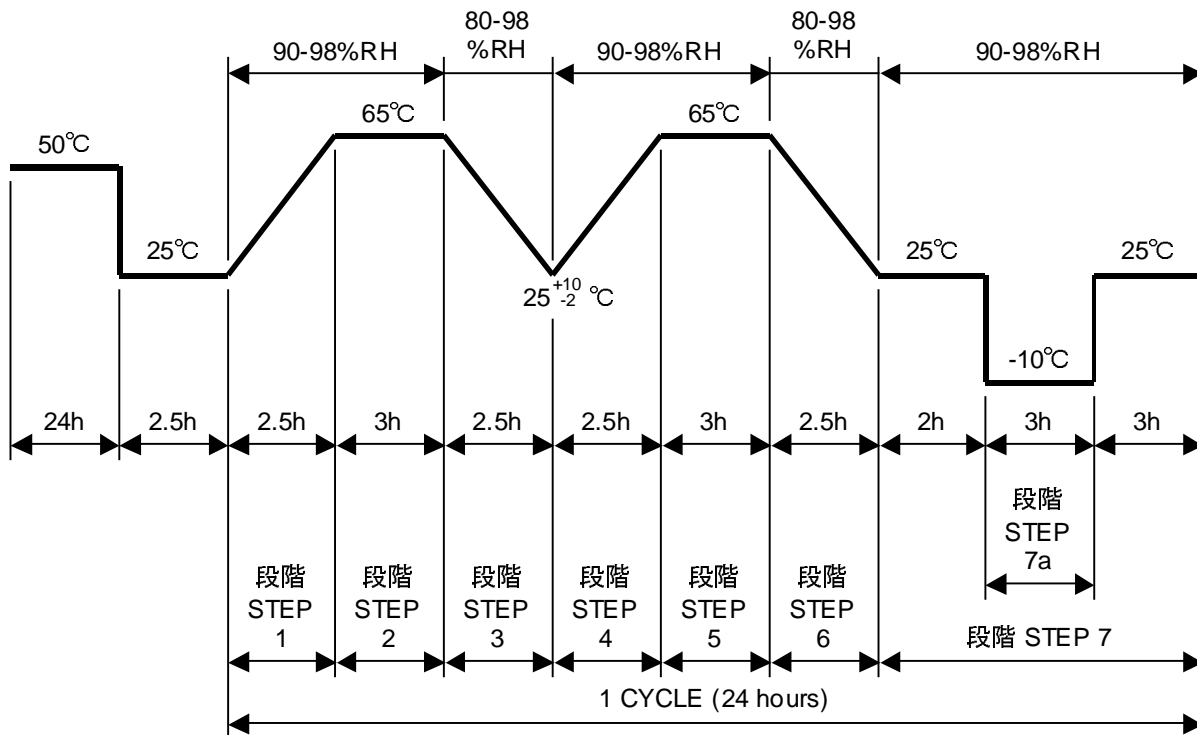 80-98
%RH
80-98
%RH
90-98%RH
90-98%RH
90-98%RH
65℃
65℃
50℃
25℃
25℃
25℃
25 +10 -2 ℃
-10℃
24h
2.5h
2.5h
3h
2.5h
2.5h
3h
2.5h
2h
3h
3h
段階
STEP
7a
段階
STEP
1
段階
STEP
2
段階
STEP
3
段階
STEP
4
段階
STEP
5
段階
STEP
6
段階 STEP 7
1 CYCLE (24 hours)